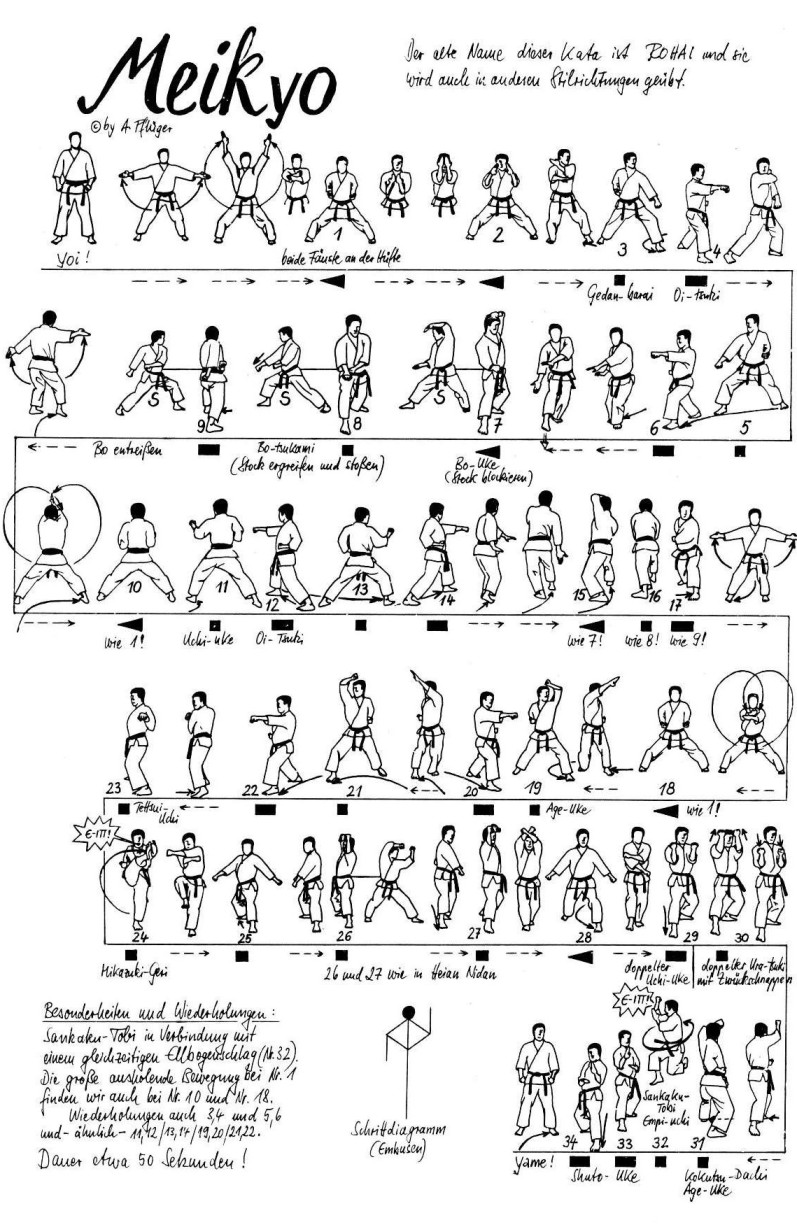 Meikyo
© by A. Pflüger
Der alte Name dieser Kata ist ROHAI und sie
wird auch in anderen Stilrichtungen geübt.
Yoi!
1
2
3
4
beide Fäuste an der Hüfte
Gedan-barai
Oi-tsuki
S
9
S
8
S
7
6
5
Bo entreißen
Bo-tsukami
(Stock ergreifen und stoßen)
Bo-Uke
(Stock blockieren)
10
11
12
13
14
15
16
17
wie 1!
Uchi-uke
Oi-Tsuki
wie 7!
wie 8!
wie 9!
23
22
21
20
19
18
Tettsui-
Uchi
Age-Uke
wie 1!
E-ITT!
24
25
26
27
28
29
30
Mikazuki-Geri
26 und 27 wie in Heian Nidan
doppelter
Uchi-Uke
doppelter Ura-tsuki
mit Zurückschnappen
Besonderheiten und Wiederholungen:
Sankaku-Tobi in Verbindung mit
einem gleichzeitigen Ellbogenschlag (Nr. 32).
Die große ausholende Bewegung bei Nr. 1
finden wir auch bei Nr. 10 und Nr. 18.
Wiederholungen auch 3,4 und 5,6
und - ähnlich - 11,12/13,14/19,20/21,22.
Dauer etwa 50 Sekunden!
Schrittdiagramm
(Embusen)
E-ITT!
Sankaku-
Tobi
Empi-uchi
Yame!
34
33
32
31
Shuto-Uke
Kokutsu-Dachi
Age-Uke